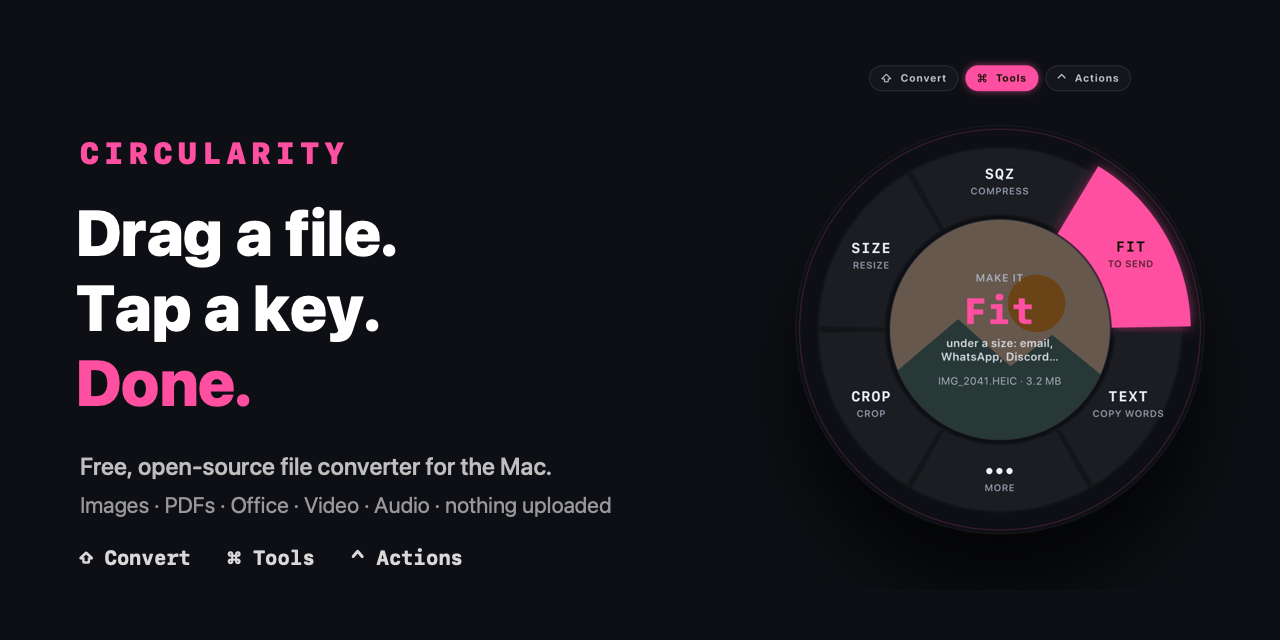 CIRCULARITY
Drag a file.
Tap a key.
Done.
Free, open-source file converter for the Mac.
Images · PDFs · Office · Video · Audio · nothing uploaded
⇧ Convert ⌘ Tools ^ Actions
⇧ Convert ⌘ Tools ^ Actions
SQZ
COMPRESS
FIT
TO SEND
TEXT
COPY WORDS
•••
MORE
CROP
CROP
SIZE
RESIZE
MAKE IT
Fit
under a size: email,
WhatsApp, Discord…
IMG_2041.HEIC · 3.2 MB